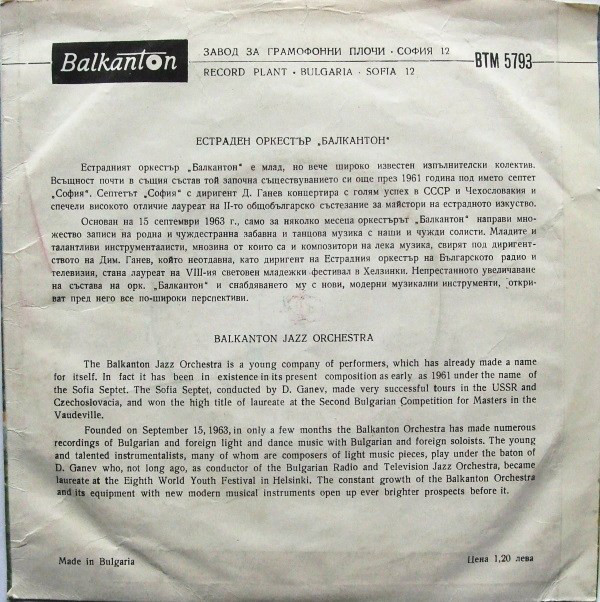 Balkanton
ЗАВОД ЗА ГРАМОФОННИ ПЛОЧИ · СОФИЯ 12
RECORD PLANT · BULGARIA · SOFIA 12
BTM 5793
ЕСТРАДЕН ОРКЕСТЪР „БАЛКАНТОН“
Естрадният оркестър „Балкантон“ е млад, но вече широко известен изпълнителски колектив.
Всъщност почти в същия състав той започна съществуванието си още през 1961 година под името септет
„София“. Септетът „София“ с диригент Д. Ганев концертира с голям успех в СССР и Чехословакия и
спечели високото отличие лауреат на II-то общобългарско състезание за майстори на естрадното изкуство.
Основан на 15 септември 1963 г., само за няколко месеца оркестърът „Балкантон“ направи мно-
жество записи на родна и чуждестранна забавна и танцова музика с наши и чужди солисти. Младите и
талантливи инструменталисти, мнозина от които са и композитори на лека музика, свирят под диригент-
ството на Дим. Ганев, който неотдавна, като диригент на Естрадния оркестър на Българското радио и
телевизия, стана лауреат на VIII-ия световен младежки фестивал в Хелзинки. Непрестанното увеличаване
на състава на орк. „Балкантон“ и снабдяването му с нови, модерни музикални инструменти, откри-
ват пред него все по-широки перспективи.
BALKANTON JAZZ ORCHESTRA
The Balkanton Jazz Orchestra is a young company of performers, which has already made a name
for itself. In fact it has been in existence in its present composition as early as 1961 under the name of
the Sofia Septet. The Sofia Septet, conducted by D. Ganev, made very successful tours in the USSR and
Czechoslovacia, and won the high title of laureate at the Second Bulgarian Competition for Masters in the
Vaudeville.
Founded on September 15, 1963, in only a few months the Balkanton Orchestra has made numerous
recordings of Bulgarian and foreign light and dance music with Bulgarian and foreign soloists. The young
and talented instrumentalists, many of whom are composers of light music pieces, play under the baton of
D. Ganev who, not long ago, as conductor of the Bulgarian Radio and Television Jazz Orchestra, became
laureate at the Eighth World Youth Festival in Helsinki. The constant growth of the Balkanton Orchestra
and its equipment with new modern musical instruments open up ever brighter prospects before it.
Made in Bulgaria
Цена 1,20 лева